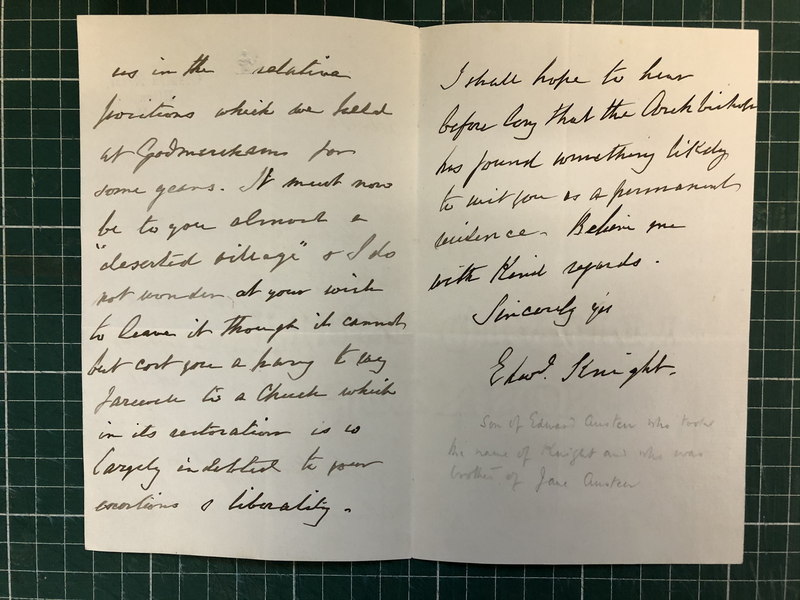 us in the relative
positions which we held
at Godmersham for
some years. It must now
be to you almost a
"deserted village" & I do
not wonder at your wish
to leave it though it cannot
but cost you a pang to say
farewell to a Church which
in its restoration is so
largely indebted to your
exertions & liberality.
I shall hope to hear
before long that the Archbishop
has found something likely
to suit you as a permanent
residence. Believe me
with kind regards.
Sincerely yrs
Edwd. Knight.
Son of Edward Austen who took
the name of Knight and who was
brother of Jane Austen